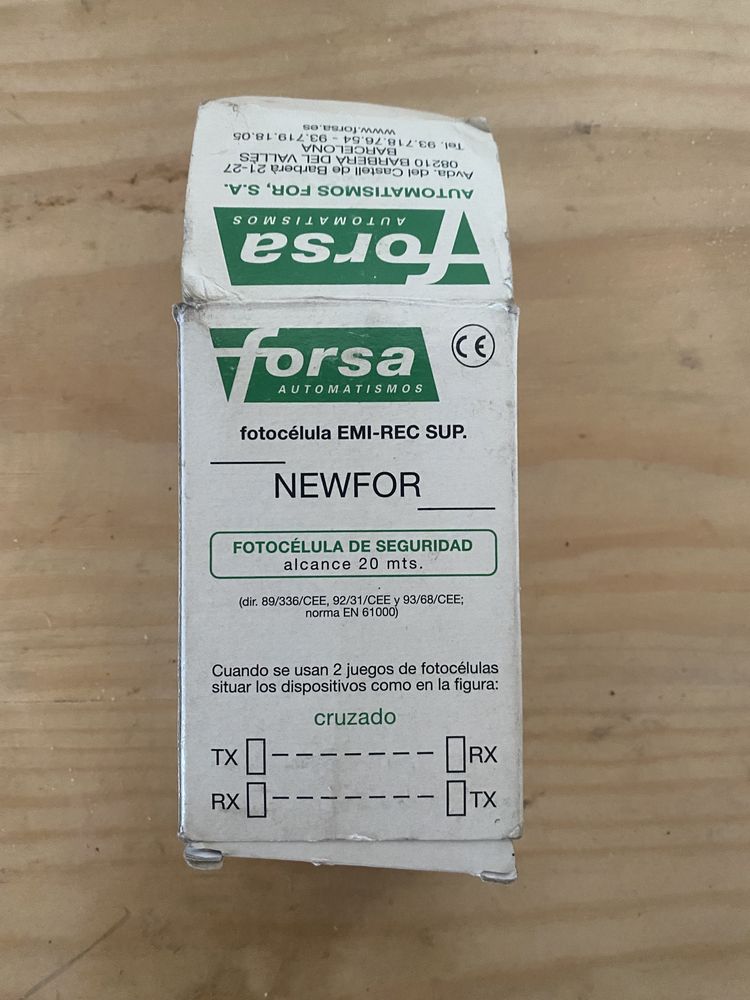 www.forsa.es
Tel. 93.718.76.54 - 93.719.18.05
BARCELONA
08210 BARBERÀ DEL VALLÉS
Avda. del Castell de Barberà 21-27
AUTOMATISMOS FOR, S.A.
AUTOMATISMOS
forsa
forsa
AUTOMATISMOS
CE
fotocélula EMI-REC SUP.
NEWFOR
FOTOCÉLULA DE SEGURIDAD
alcance 20 mts.
(dir. 89/336/CEE, 92/31/CEE y 93/68/CEE;
norma EN 61000)
Cuando se usan 2 juegos de fotocélulas
situar los dispositivos como en la figura:
cruzado
TX RX
RX TX